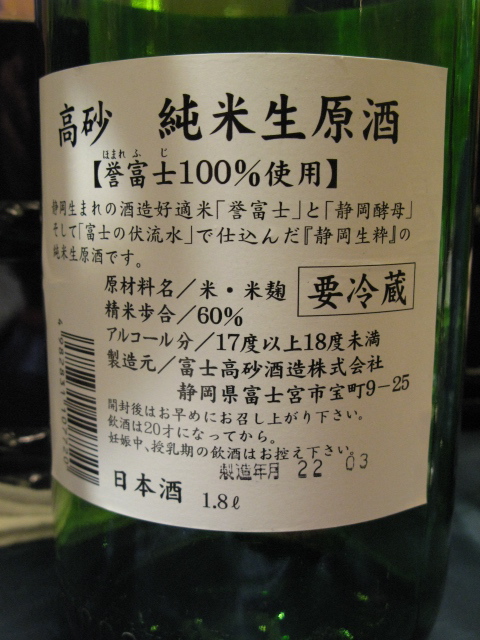 高砂　純米生原酒
ほまれ ふ じ
【誉富士100%使用】
静岡生まれの酒造好適米「誉富士」と「静岡酵母」
そして「富士の伏流水」で仕込んだ『静岡生粋』の
純米生原酒です。
原材料名／米・米麹
要冷蔵
精米歩合／60%
アルコール分／17度以上18度未満
製造元／富士高砂酒造株式会社
静岡県富士宮市宝町9-25
開封後はお早めにお召し上がり下さい。
飲酒は20才になってから。
妊娠中、授乳期の飲酒はお控え下さい。
製造年月 22 03
日本酒 1.8ℓ